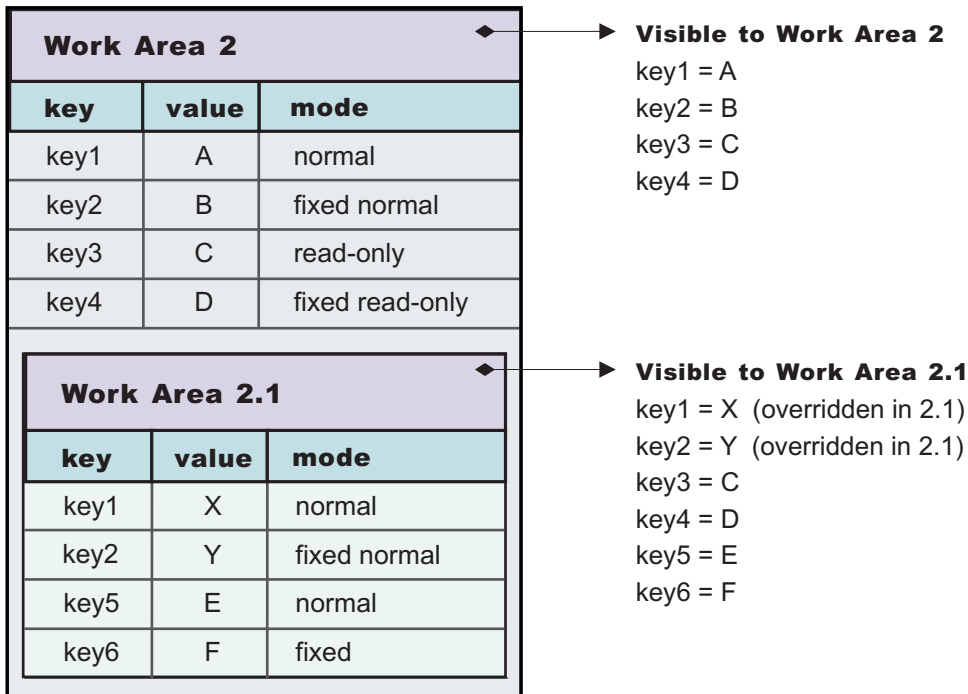 Work Area 2
key value mode
key1 A normal
key2 B fixed normal
key3 C read-only
key4 D fixed read-only
Visible to Work Area 2
key1 = A
key2 = B
key3 = C
key4 = D
Work Area 2.1
key value mode
key1 X normal
key2 Y fixed normal
key5 E normal
key6 F fixed
Visible to Work Area 2.1
key1 = X (overridden in 2.1)
key2 = Y (overridden in 2.1)
key3 = C
key4 = D
key5 = E
key6 = F